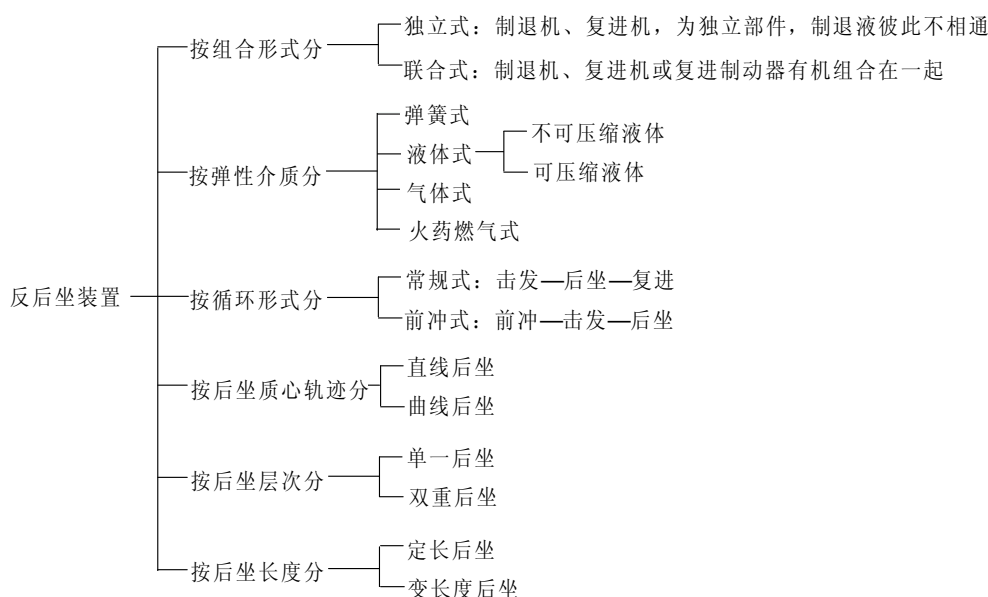 独立式：制退机、复进机，为独立部件，制退液彼此不相通
按组合形式分
联合式：制退机、复进机或复进制动器有机组合在一起
弹簧式
不可压缩液体
按弹性介质分
液体式
可压缩液体
气体式
火药燃气式
反后坐装置
按循环形式分
常规式：击发—后坐—复进
前冲式：前冲—击发—后坐
按后坐质心轨迹分
直线后坐
曲线后坐
按后坐层次分
单一后坐
双重后坐
按后坐长度分
定长后坐
变长度后坐